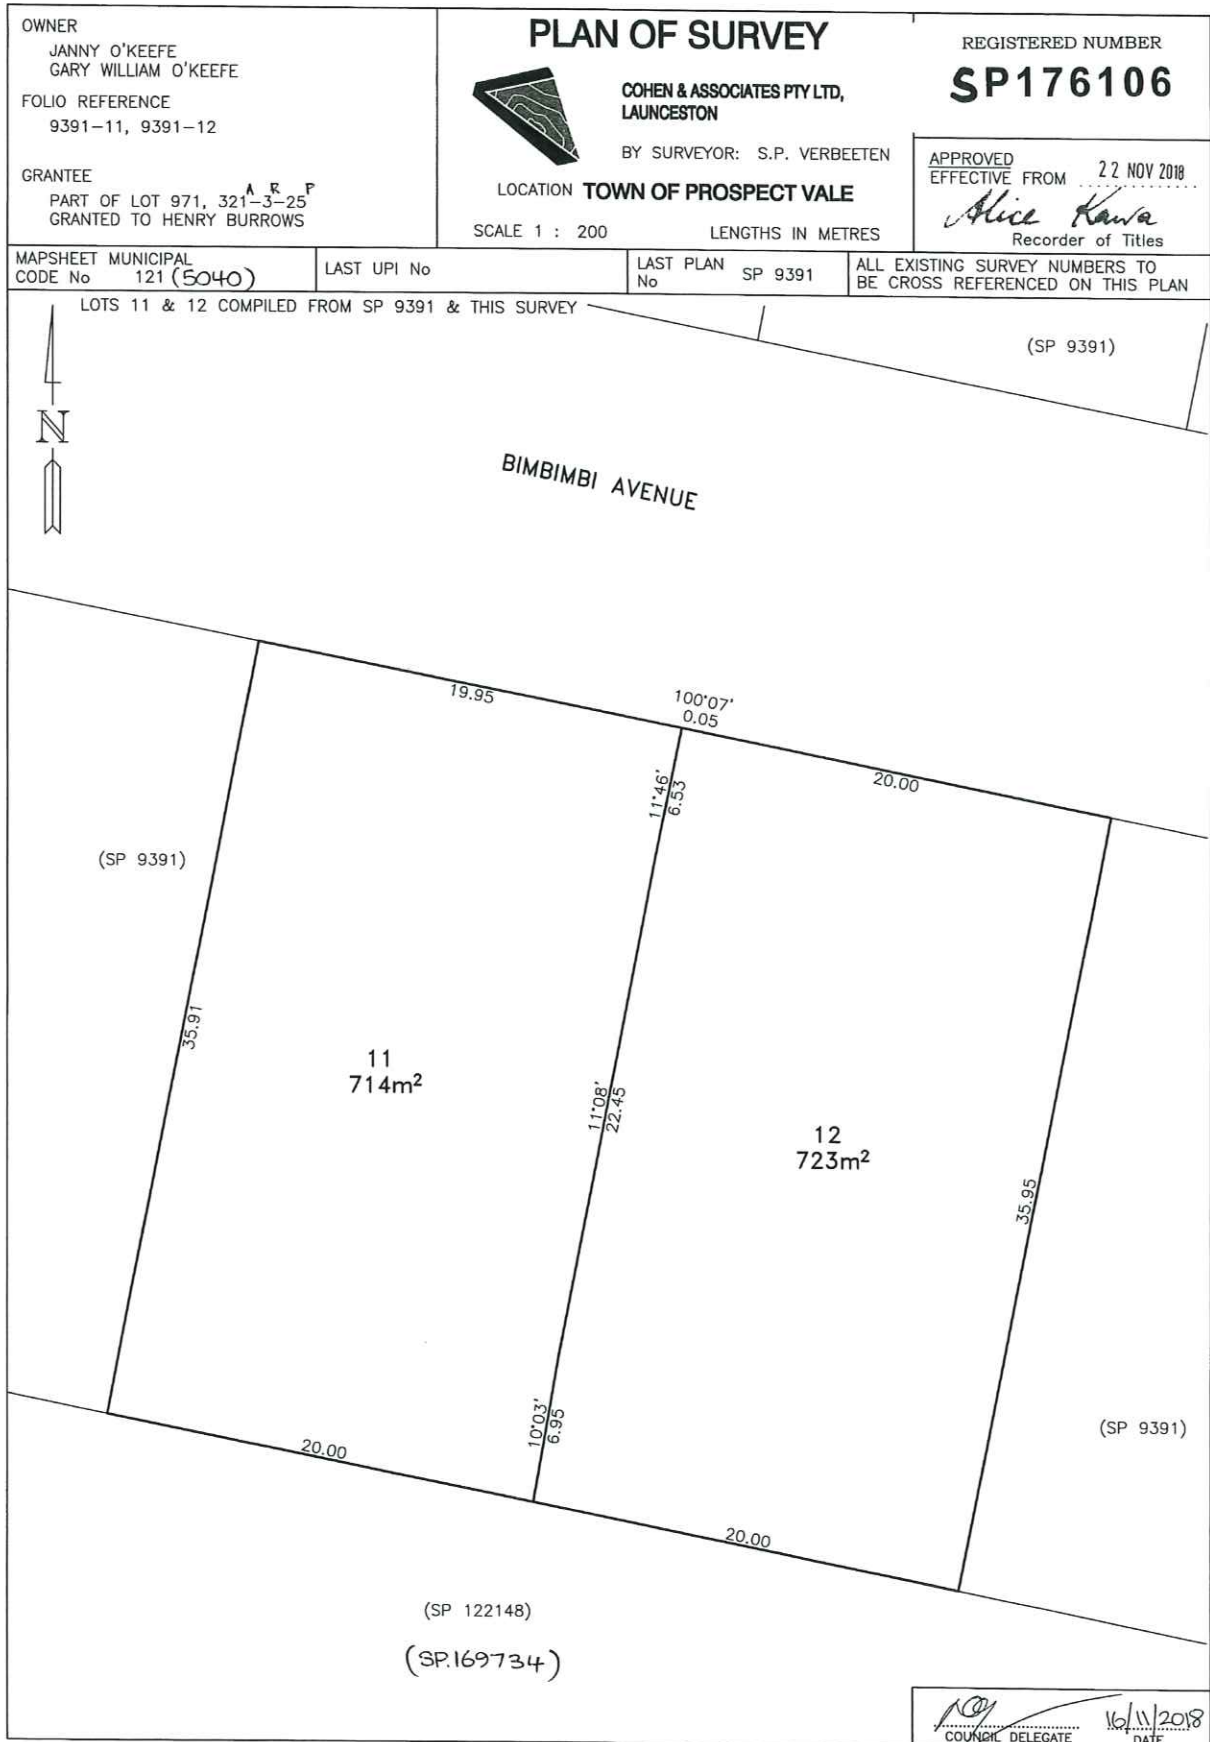 OWNER
JANNY O'KEEFE
GARY WILLIAM O'KEEFE
FOLIO REFERENCE
9391-11, 9391-12
GRANTEE
A R P
PART OF LOT 971, 321-3-25
GRANTED TO HENRY BURROWS
PLAN OF SURVEY
COHEN & ASSOCIATES PTY LTD,
LAUNCESTON
BY SURVEYOR: S.P. VERBEETEN
LOCATION TOWN OF PROSPECT VALE
SCALE 1 : 200 LENGTHS IN METRES
REGISTERED NUMBER
SP176106
APPROVED
EFFECTIVE FROM 22 NOV 2018
Alice Kawa
Recorder of Titles
MAPSHEET MUNICIPAL
CODE No 121 (5040)
LAST UPI No
LAST PLAN
No SP 9391
ALL EXISTING SURVEY NUMBERS TO
BE CROSS REFERENCED ON THIS PLAN
LOTS 11 & 12 COMPILED FROM SP 9391 & THIS SURVEY
(SP 9391)
N
BIMBIMBI AVENUE
19.95
100°07'
0.05
20.00
11°46'
6.53
(SP 9391)
35.91
11
714m²
11°08'
22.45
12
723m²
35.95
10°03'
6.95
(SP 9391)
20.00
20.00
(SP 122148)
(SP.169734)
16/11/2018
COUNCIL DELEGATE DATE